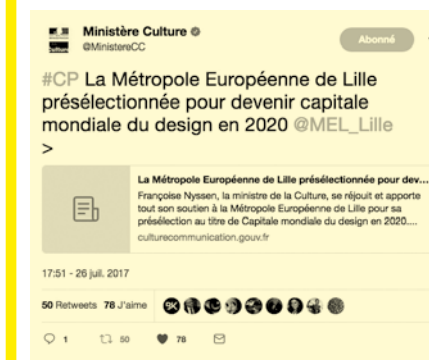 Ministère Culture
@MinistereCC
Abonné
#CP La Métropole Européenne de Lille
présélectionnée pour devenir capitale
mondiale du design en 2020 @MEL_Lille
>
La Métropole Européenne de Lille présélectionnée pour dev...
Françoise Nyssen, la ministre de la Culture, se réjouit et apporte
tout son soutien à la Métropole Européenne de Lille pour sa
présélection au titre de Capitale mondiale du design en 2020....
culturecommunication.gouv.fr
17:51 - 26 juil. 2017
50 Retweets 78 J'aime
1 50 78